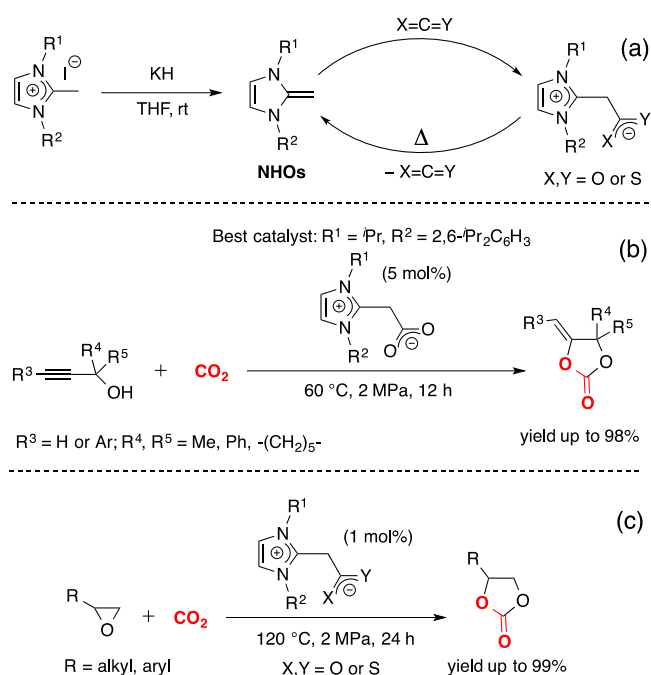 R1
N
⊕
N
R2
I⊖
KH
THF, rt
R1
N
N
R2
NHOs
X=C=Y
Δ
– X=C=Y
(a)
R1
N
⊕
N
R2
Y
⊖
X
X,Y = O or S
Best catalyst: R1 = iPr, R2 = 2,6-iPr2C6H3
(b)
R1
N
(5 mol%)
⊕
N
O
O
⊖
R2
R3
R4
R5
OH
+
CO2
60 °C, 2 MPa, 12 h
R3
R4
R5
O
O
O
R3 = H or Ar; R4, R5 = Me, Ph, -(CH2)5-
yield up to 98%
(c)
R1
N
(1 mol%)
⊕
N
Y
⊖
X
R2
R
O
+
CO2
120 °C, 2 MPa, 24 h
R
O
O
O
R = alkyl, aryl
X,Y = O or S
yield up to 99%